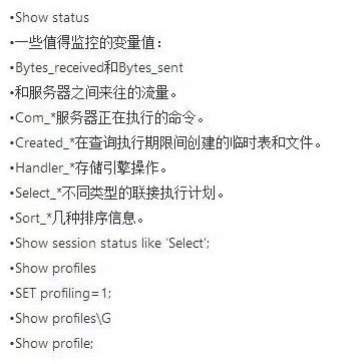 •Show status
•一些值得监控的变量值：
•Bytes_received和Bytes_sent
•和服务器之间来往的流量。
•Com_*服务器正在执行的命令。
•Created_*在查询执行期限间创建的临时表和文件。
•Handler_*存储引擎操作。
•Select_*不同类型的联接执行计划。
•Sort_*几种排序信息。
•Show session status like 'Select';
•Show profiles
•SET profiling=1;
•Show profiles\G
•Show profile;